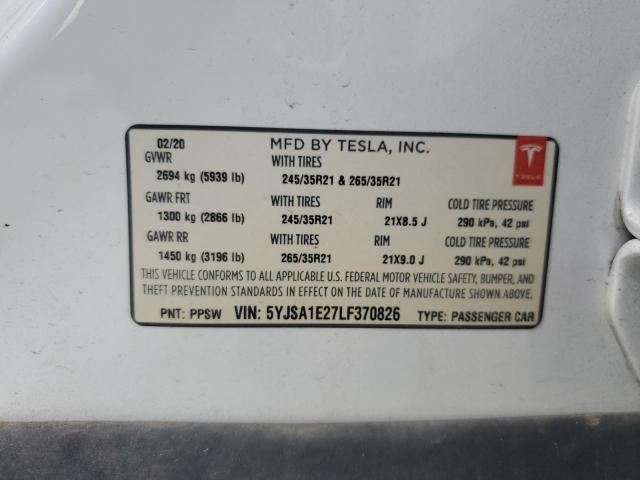 02/20 MFD BY TESLA, INC.
GVWR WITH TIRES
2694 kg (5939 lb) 245/35R21 & 265/35R21
TESLA
GAWR FRT WITH TIRES RIM COLD TIRE PRESSURE
1300 kg (2866 lb) 245/35R21 21X8.5 J 290 kPa, 42 psi
GAWR RR WITH TIRES RIM COLD TIRE PRESSURE
1450 kg (3196 lb) 265/35R21 21X9.0 J 290 kPa, 42 psi
THIS VEHICLE CONFORMS TO ALL APPLICABLE U.S. FEDERAL MOTOR VEHICLE SAFETY, BUMPER, AND
THEFT PREVENTION STANDARDS IN EFFECT ON THE DATE OF MANUFACTURE SHOWN ABOVE.
PNT: PPSW VIN: 5YJSA1E27LF370826 TYPE: PASSENGER CAR